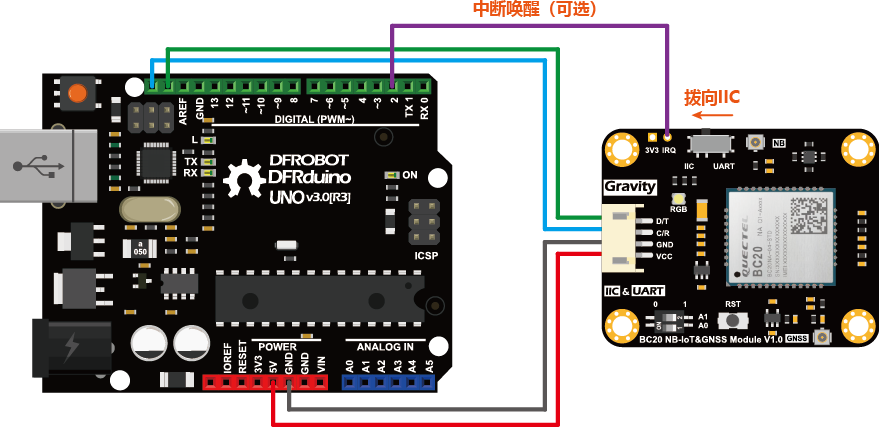 中断唤醒（可选）
拨向IIC
AREF
GND
13
12
~11
~10
~9
8
7
~6
~5
4
~3
2
TX 1
RX 0
DIGITAL (PWM~)
L
TX
RX
DFROBOT
DFRduino
UNO v3.0[R3]
ON
ICSP
a
050
IOREF
RESET
3V3
5V
GND
GND
VIN
POWER
ANALOG IN
A0
A1
A2
A3
A4
A5
3V3 IRQ
IIC UART
NB
Gravity
RGB
D/T
C/R
GND
VCC
QUECTEL
BC20
IIC & UART
0 1
ON
1 2
A1
A0
RST
BC20 NB-IoT&GNSS Module V1.0 GNSS